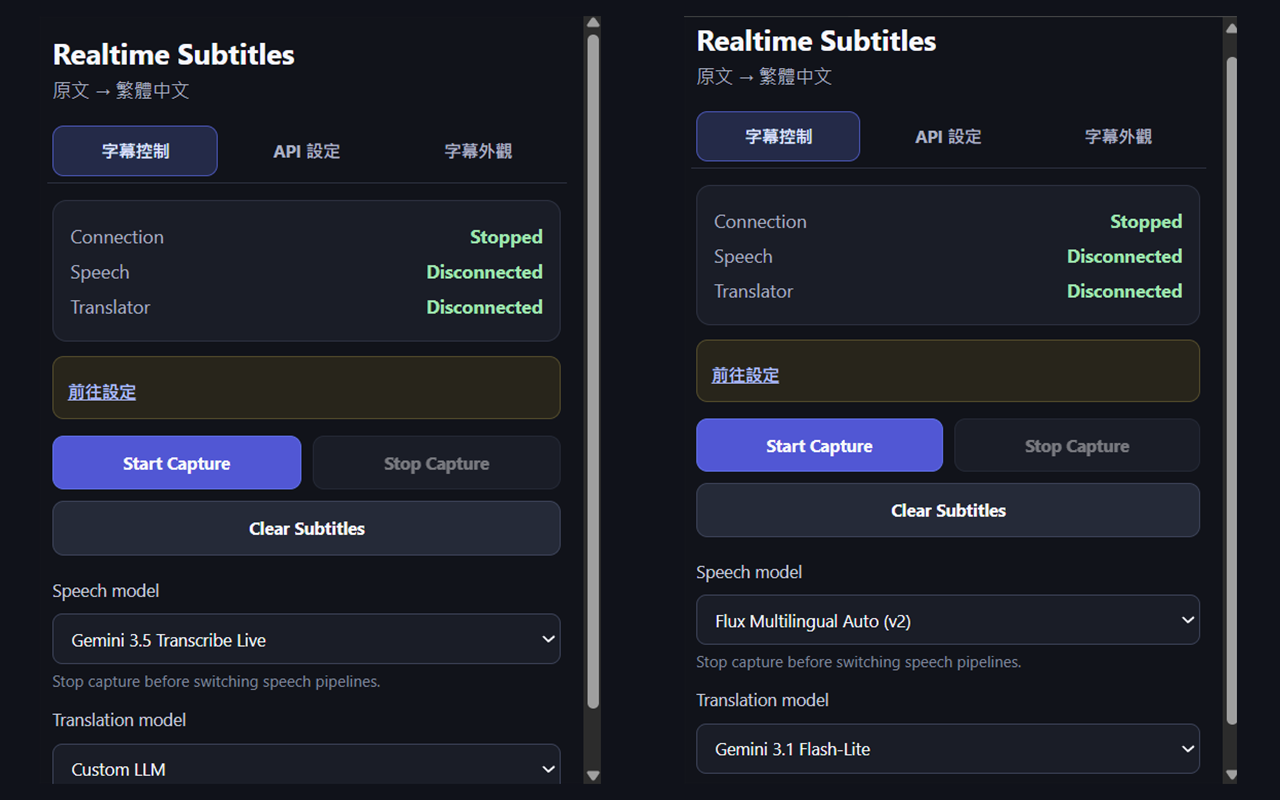 Realtime Subtitles
原文 → 繁體中文
字幕控制
API 設定
字幕外觀
Connection Stopped
Speech Disconnected
Translator Disconnected
前往設定
Start Capture
Stop Capture
Clear Subtitles
Speech model
Gemini 3.5 Transcribe Live
Stop capture before switching speech pipelines.
Translation model
Custom LLM
Realtime Subtitles
原文 → 繁體中文
字幕控制
API 設定
字幕外觀
Connection Stopped
Speech Disconnected
Translator Disconnected
前往設定
Start Capture
Stop Capture
Clear Subtitles
Speech model
Flux Multilingual Auto (v2)
Stop capture before switching speech pipelines.
Translation model
Gemini 3.1 Flash-Lite